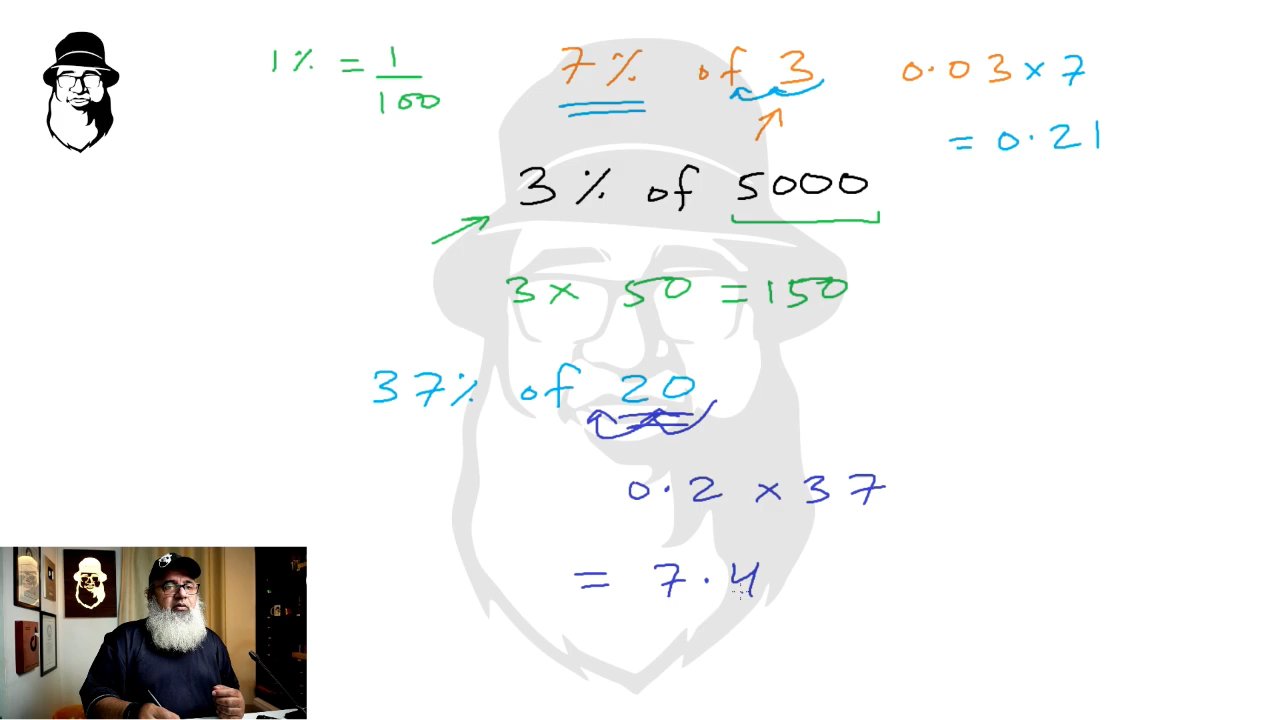 1% = 1/100
7% of 3
0.03 × 7
= 0.21
3% of 5000
3 × 50 = 150
37% of 20
0.2 × 37
= 7.4